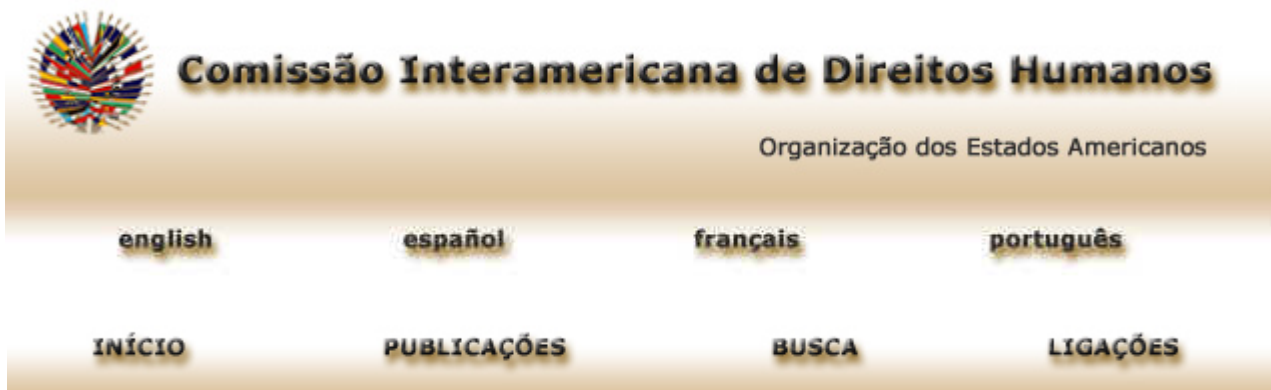 Comissão Interamericana de Direitos Humanos
Organização dos Estados Americanos
english español français português
INÍCIO PUBLICAÇÕES BUSCA LIGAÇÕES